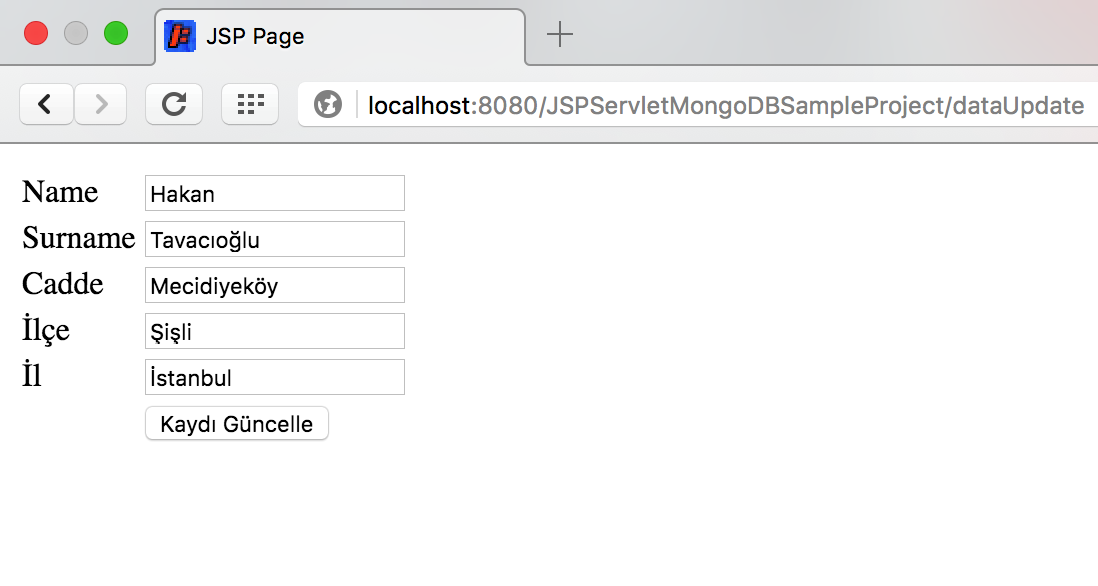 JSP Page
localhost:8080/JSPServletMongoDBSampleProject/dataUpdate
Name Hakan
Surname Tavacıoğlu
Cadde Mecidiyeköy
İlçe Şişli
İl İstanbul
Kaydı Güncelle